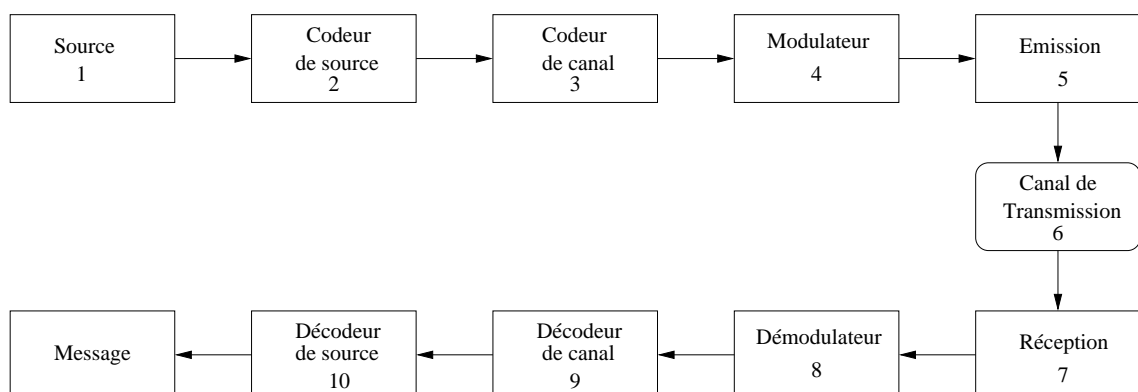 Source
1
Codeur
de source
2
Codeur
de canal
3
Modulateur
4
Emission
5
Canal de
Transmission
6
Réception
7
Démodulateur
8
Décodeur
de canal
9
Décodeur
de source
10
Message